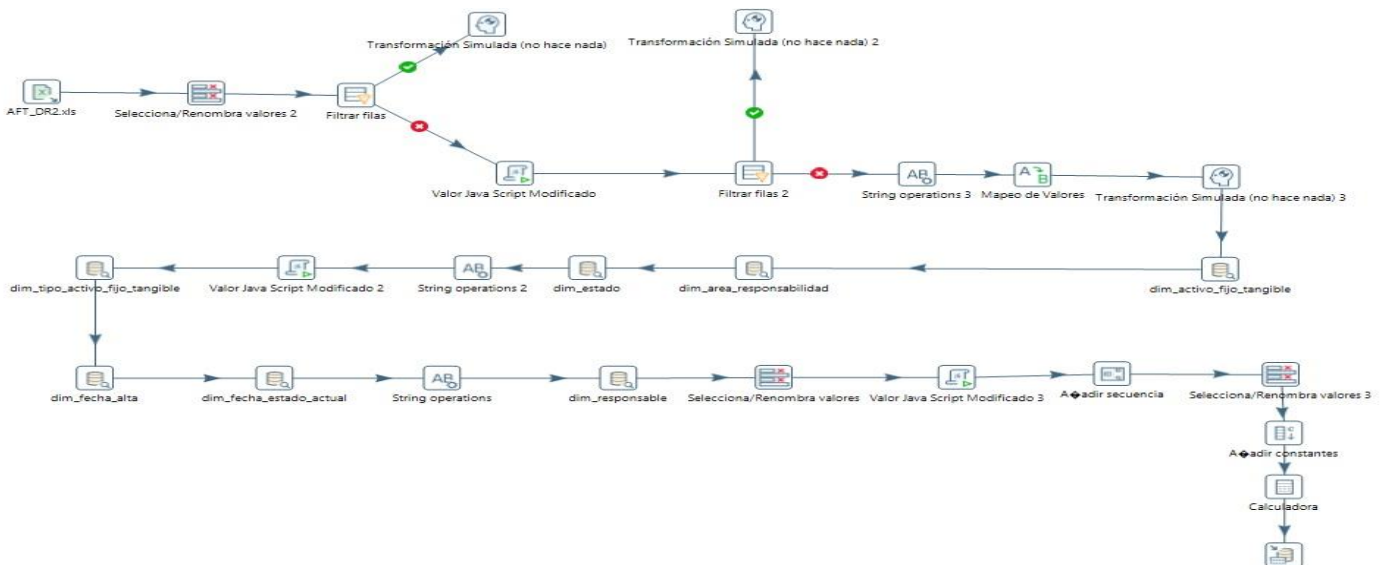 Transformación Simulada (no hace nada)
Transformación Simulada (no hace nada) 2
AFT_DR2.xls
Selecciona/Renombra valores 2
Filtrar filas
Valor Java Script Modificado
Filtrar filas 2
String operations 3
Mapeo de Valores
Transformación Simulada (no hace nada) 3
dim_tipo_activo_fijo_tangible
Valor Java Script Modificado 2
String operations 2
dim_estado
dim_area_responsabilidad
dim_activo_fijo_tangible
dim_fecha_alta
dim_fecha_estado_actual
String operations
dim_responsable
Selecciona/Renombra valores
Valor Java Script Modificado 3
A�adir secuencia
Selecciona/Renombra valores 3
A�adir constantes
Calculadora